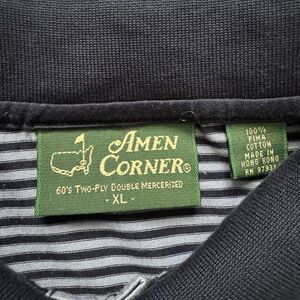 AMEN
CORNER®
60's Two-Ply Double Mercerized
- XL -
100%
PIMA
COTTON
MADE IN
HONG KONG